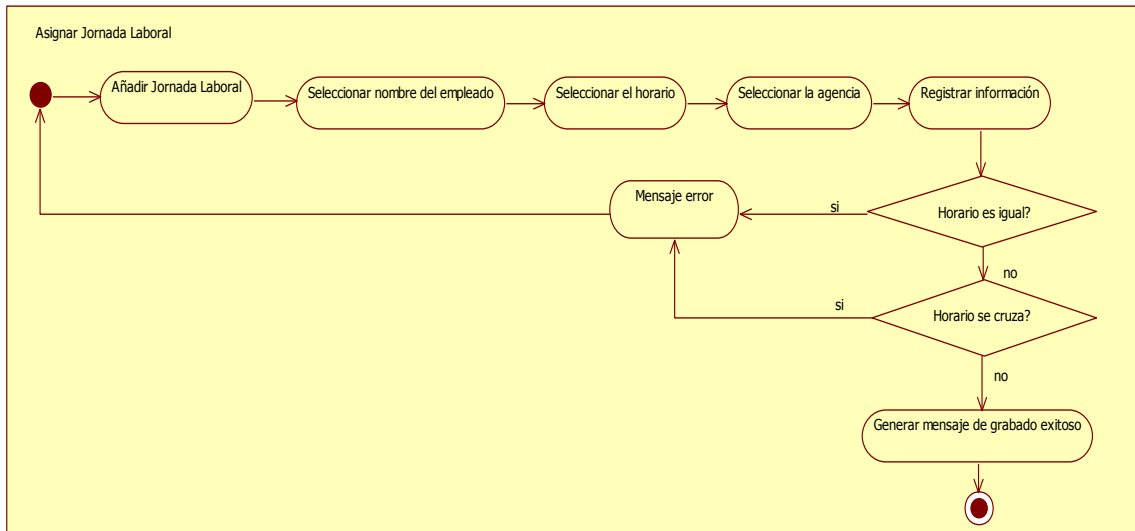 Asignar Jornada Laboral
Añadir Jornada Laboral
Seleccionar nombre del empleado
Seleccionar el horario
Seleccionar la agencia
Registrar información
Mensaje error
si
Horario es igual?
no
si
Horario se cruza?
no
Generar mensaje de grabado exitoso